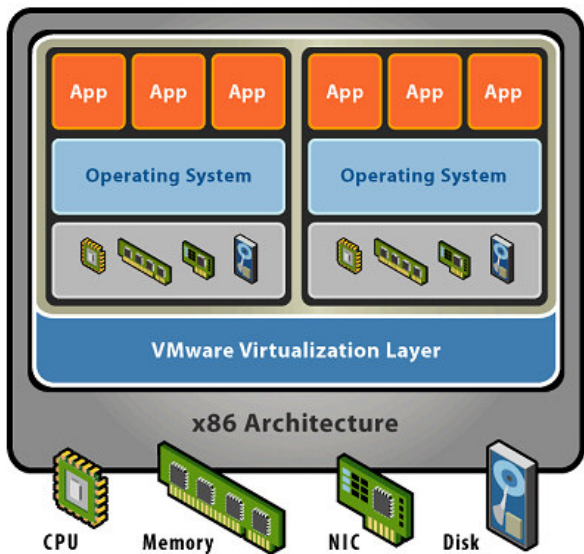 App App App App App App
Operating System Operating System
VMware Virtualization Layer
x86 Architecture
CPU Memory NIC Disk